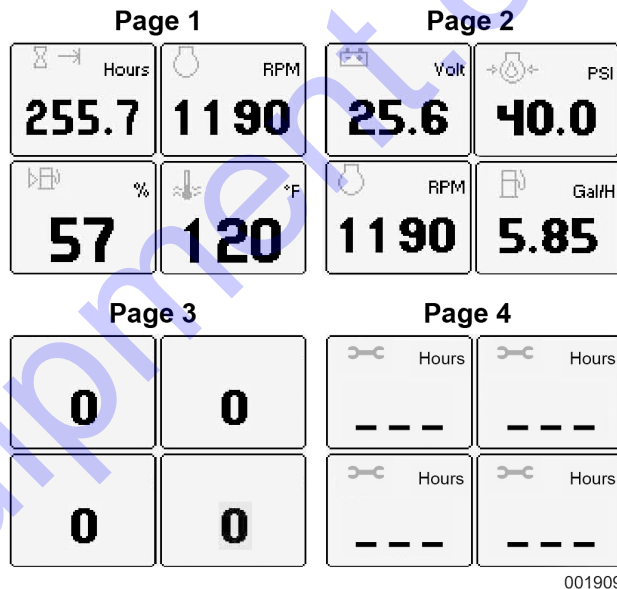 Page 1
Page 2
Hours
RPM
Volt
PSI
255.7
1190
25.6
40.0
%
°F
RPM
Gal/H
57
120
1190
5.85
Page 3
Page 4
Hours
Hours
0
0
_ _ _
_ _ _
Hours
Hours
0
0
_ _ _
_ _ _
001909